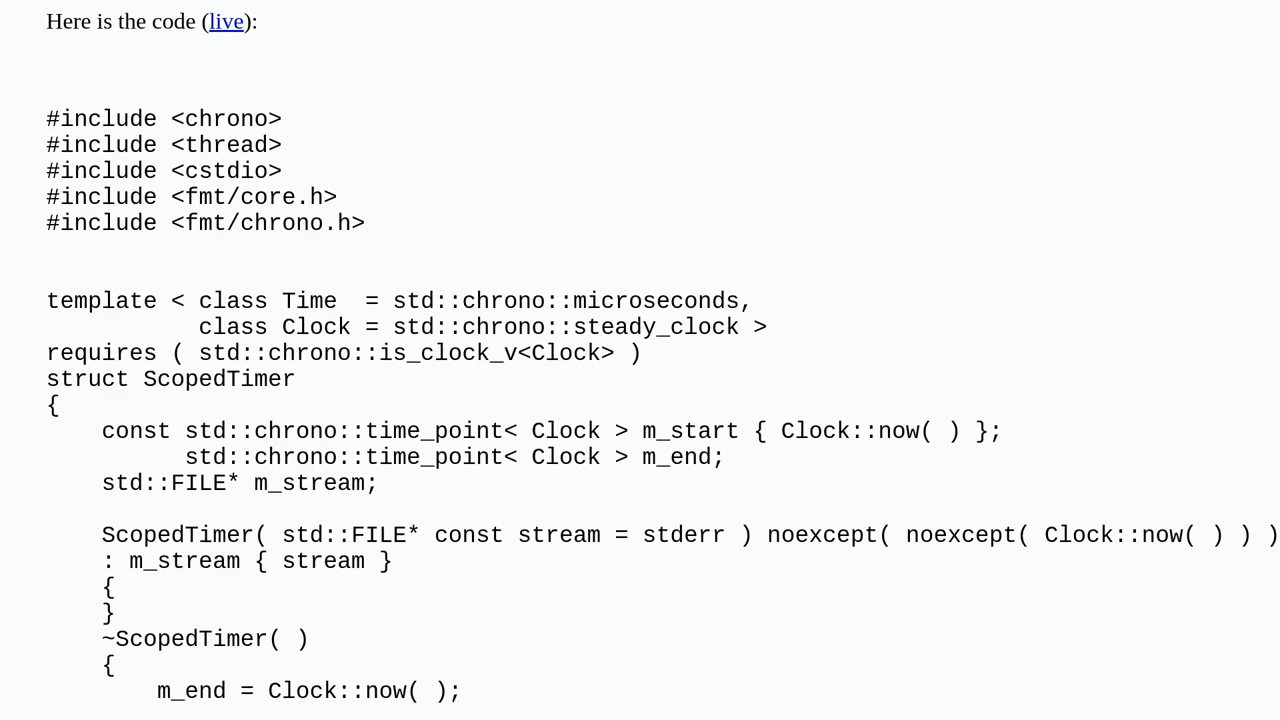 Here is the code (live):
#include <chrono>
#include <thread>
#include <cstdio>
#include <fmt/core.h>
#include <fmt/chrono.h>
template < class Time  = std::chrono::microseconds,
           class Clock = std::chrono::steady_clock >
requires ( std::chrono::is_clock_v<Clock> )
struct ScopedTimer
{
    const std::chrono::time_point< Clock > m_start { Clock::now( ) };
          std::chrono::time_point< Clock > m_end;
    std::FILE* m_stream;
    ScopedTimer( std::FILE* const stream = stderr ) noexcept( noexcept( Clock::now( ) ) )
    : m_stream { stream }
    {
    }
    ~ScopedTimer( )
    {
        m_end = Clock::now( );